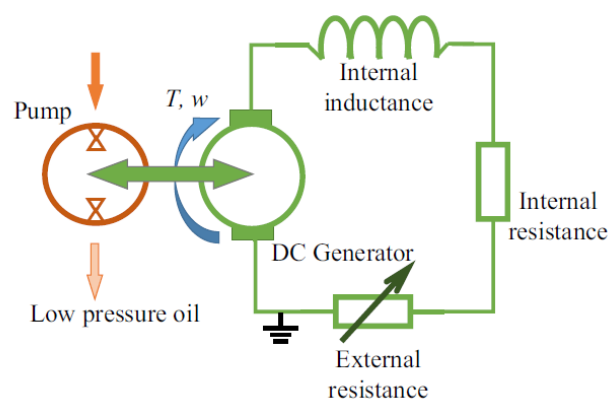 Internal
inductance
T, w
Pump
Internal
resistance
DC Generator
Low pressure oil
External
resistance